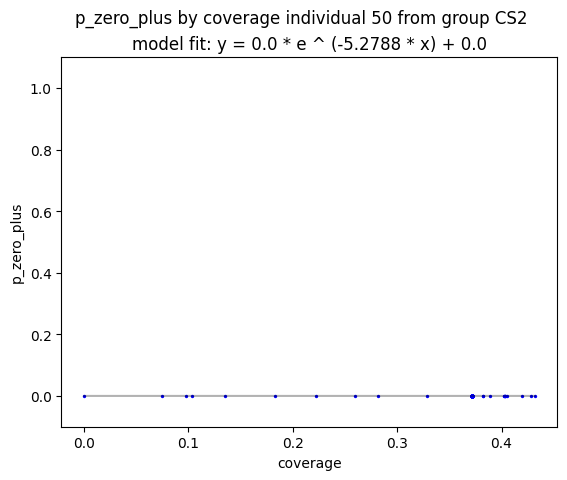 p_zero_plus by coverage individual 50 from group CS2
model fit: y = 0.0 * e ^ (-5.2788 * x) + 0.0
1.0
0.8
0.6
0.4
0.2
0.0
p_zero_plus
0.0 0.1 0.2 0.3 0.4
coverage